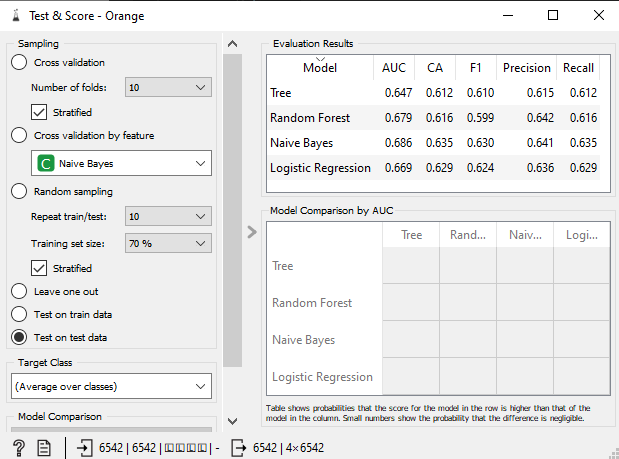 Test & Score - Orange
Sampling
Cross validation
Number of folds: 10
Stratified
Cross validation by feature
C Naive Bayes
Random sampling
Repeat train/test: 10
Training set size: 70 %
Stratified
Leave one out
Test on train data
Test on test data
Target Class
(Average over classes)
Model Comparison
Evaluation Results
Model AUC CA F1 Precision Recall
Tree 0.647 0.612 0.610 0.615 0.612
Random Forest 0.679 0.616 0.599 0.642 0.616
Naive Bayes 0.686 0.635 0.630 0.641 0.635
Logistic Regression 0.669 0.629 0.624 0.636 0.629
Model Comparison by AUC
Tree Rand... Naiv... Logi...
Tree
Random Forest
Naive Bayes
Logistic Regression
Table shows probabilities that the score for the model in the row is higher than that of the
model in the column. Small numbers show the probability that the difference is negligible.
? 6542 | 6542 | ▯▯▯▯ | - 6542 | 4×6542